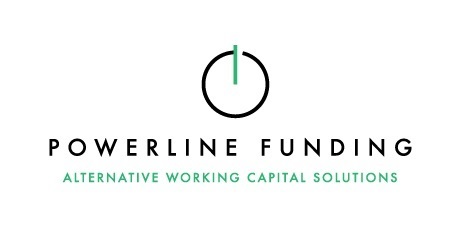 POWERLINE FUNDING
ALTERNATIVE WORKING CAPITAL SOLUTIONS